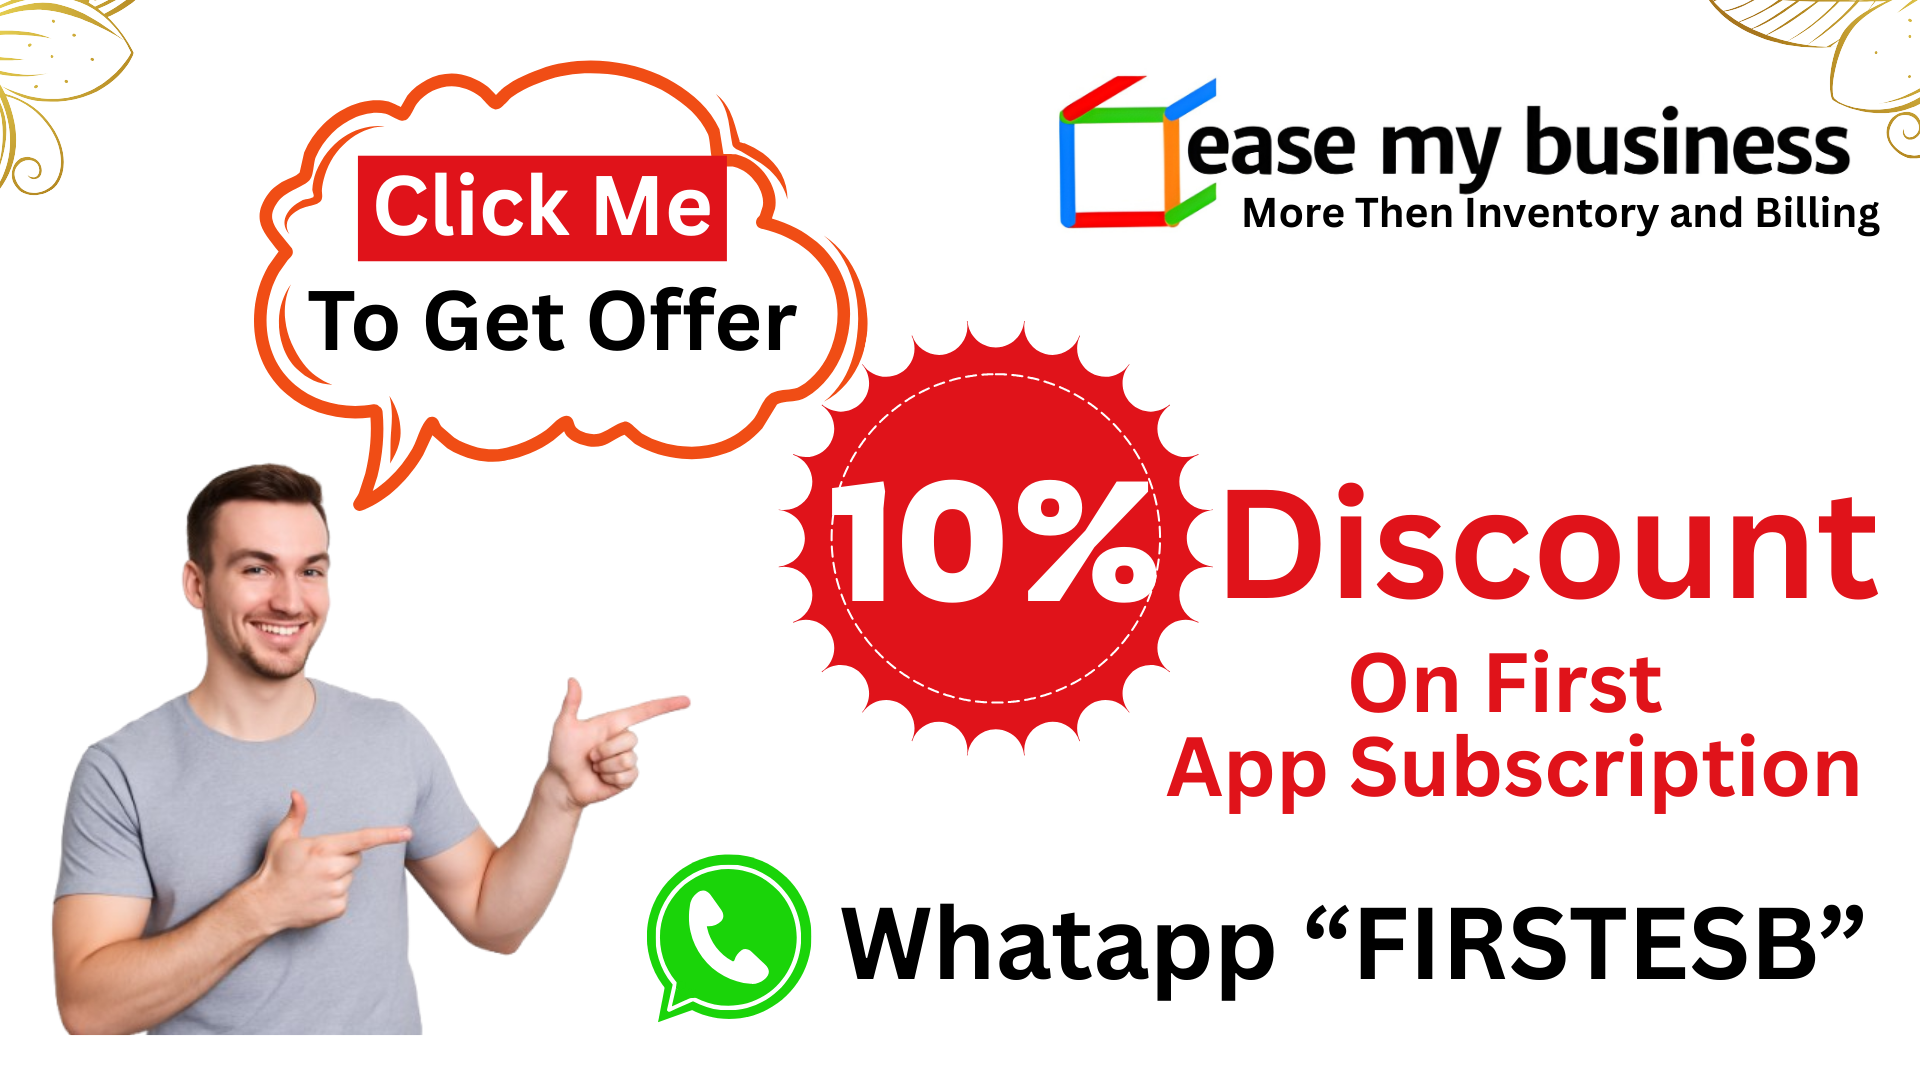 Click Me
To Get Offer
ease my business
More Then Inventory and Billing
10% Discount
On First
App Subscription
Whatapp “FIRSTESB”